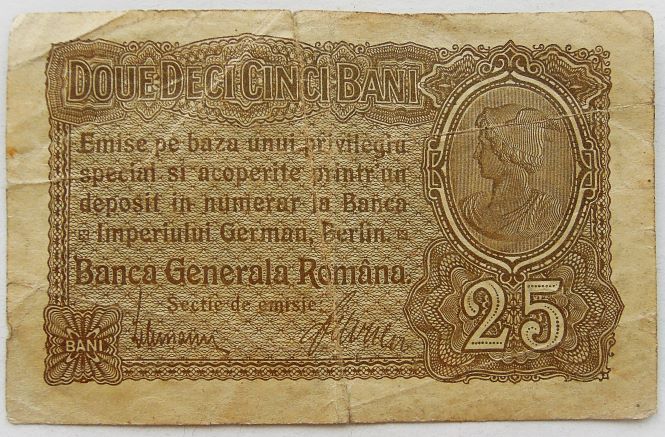 DOUE-DECI CINCI BANI
Emise pe baza unui privilegiu
special si acoperite printr'un
deposit in numerar la Banca
Imperiului German, Berlin.
Banca Generala Româna.
Sectie de emisie:
BANI
25